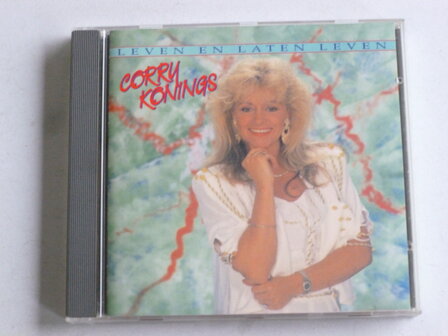 LEVEN EN LATEN LEVEN
CORRY
KONINGS